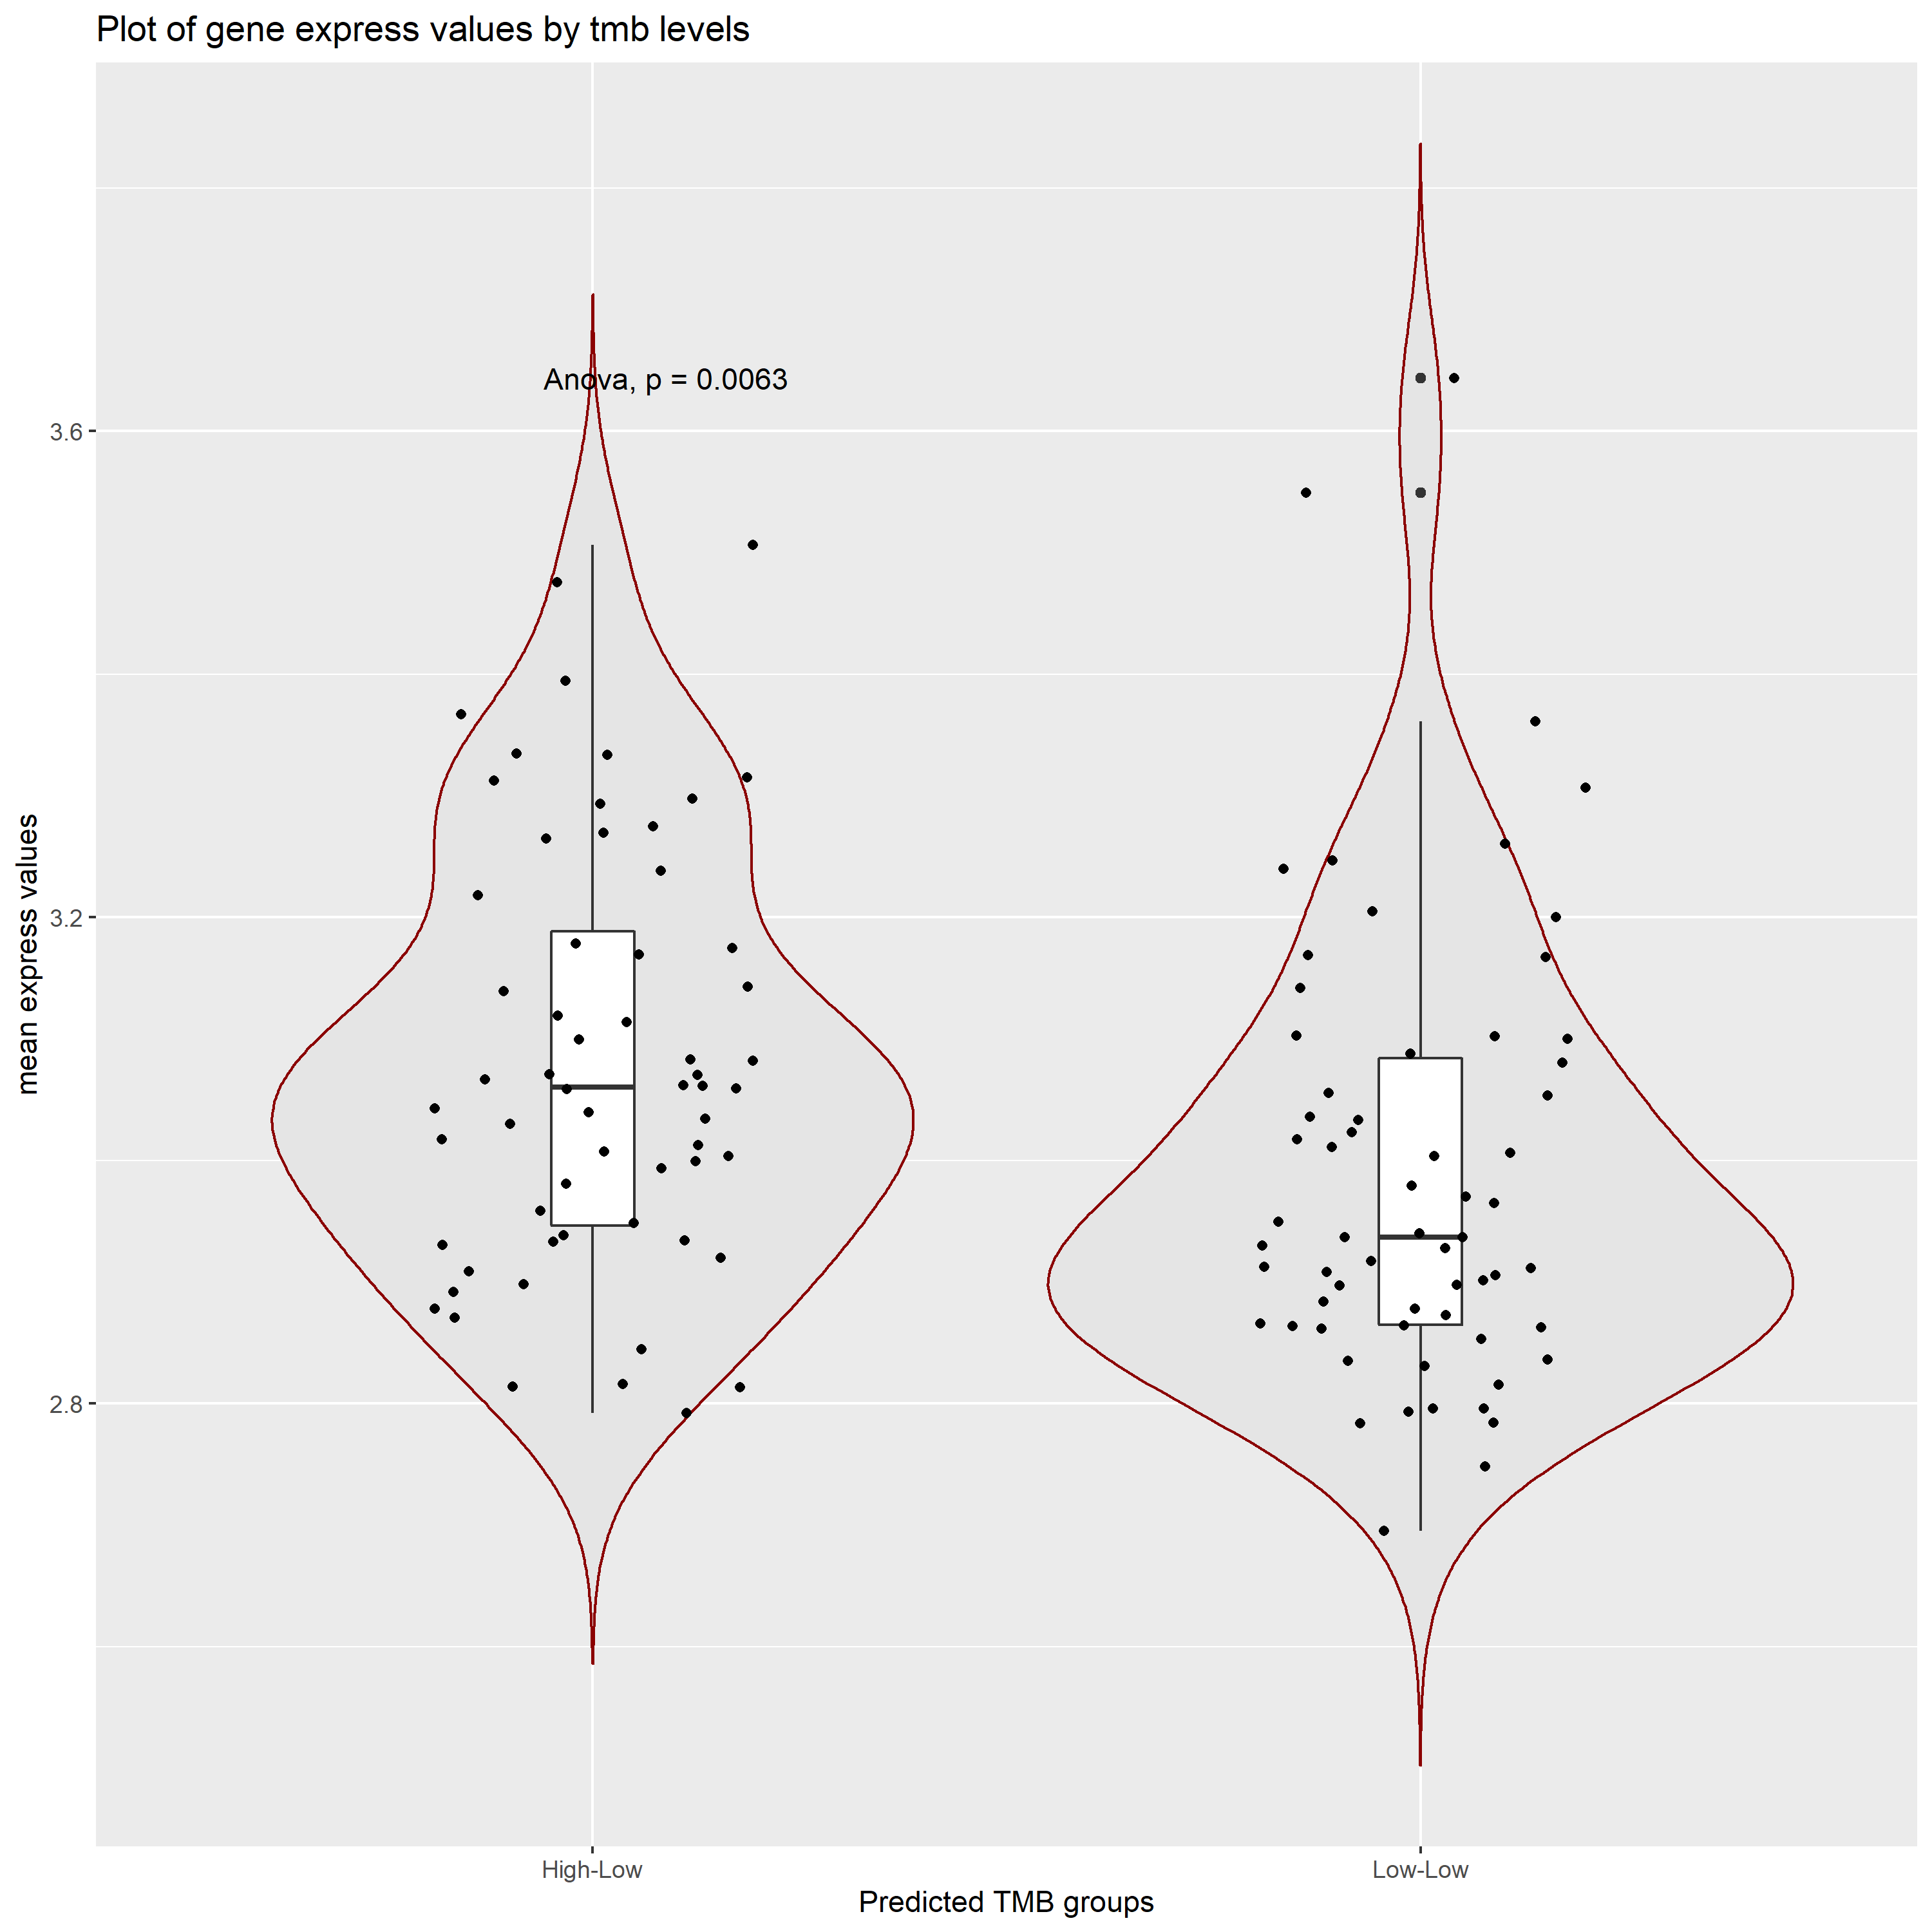 Plot of gene express values by tmb levels
Anova, p = 0.0063
3.6
3.2
2.8
mean express values
High-Low
Low-Low
Predicted TMB groups